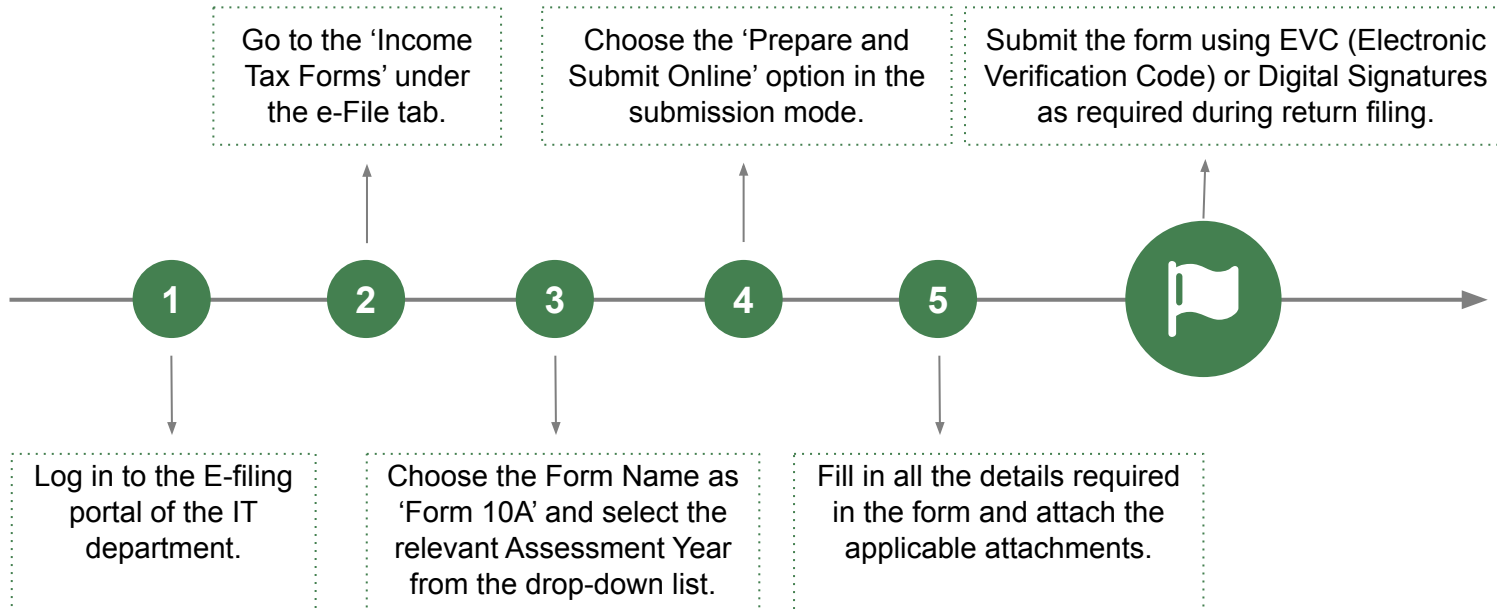 Go to the ‘Income
Tax Forms’ under
the e-File tab.
Choose the ‘Prepare and
Submit Online’ option in the
submission mode.
Submit the form using EVC (Electronic
Verification Code) or Digital Signatures
as required during return filing.
1
2
3
4
5
Log in to the E-filing
portal of the IT
department.
Choose the Form Name as
‘Form 10A’ and select the
relevant Assessment Year
from the drop-down list.
Fill in all the details required
in the form and attach the
applicable attachments.